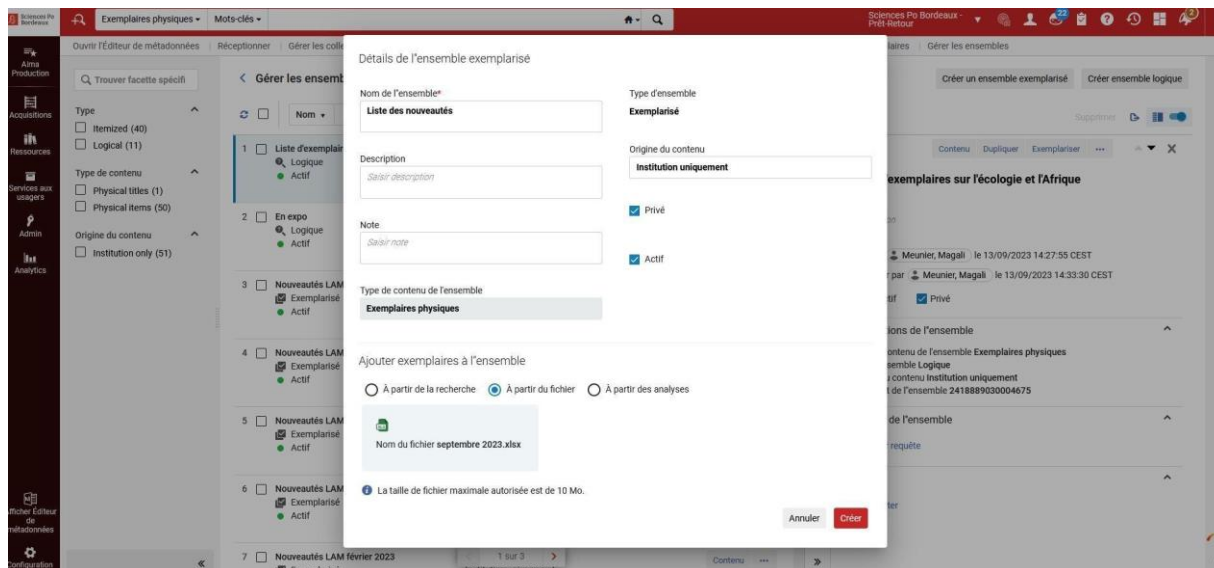 Sciences Po
Bordeaux
Exemplaires physiques
Mots-clés
Sciences Po Bordeaux -
Prêt-Retour
22
2
Ouvrir l'Éditeur de métadonnées
Réceptionner
Gérer les colle
laires
Gérer les ensembles
Alma
Production
Acquisitions
Ressources
Services aux
usagers
Admin
Analytics
fficher Éditeur
de
métadonnées
Configuration
Trouver facette spécifi
Type
Itemized (40)
Logical (11)
Type de contenu
Physical titles (1)
Physical items (50)
Origine du contenu
Institution only (51)
Gérer les ensemb
Nom
1
Liste d'exemplair
Logique
Actif
2
En expo
Logique
Actif
3
Nouveautés LAM
Exemplarisé
Actif
4
Nouveautés LAM
Exemplarisé
Actif
5
Nouveautés LAM
Exemplarisé
Actif
6
Nouveautés LAM
Exemplarisé
Actif
7
Nouveautés LAM février 2023
1 sur 3
Contenu
Détails de l"ensemble exemplarisé
Nom de l"ensemble*
Liste des nouveautés
Type d'ensemble
Exemplarisé
Description
Saisir description
Origine du contenu
Institution uniquement
Privé
Note
Saisir note
Actif
Type de contenu de l'ensemble
Exemplaires physiques
Ajouter exemplaires à l"ensemble
À partir de la recherche
À partir du fichier
À partir des analyses
Nom du fichier septembre 2023.xlsx
La taille de fichier maximale autorisée est de 10 Mo.
Annuler
Créer
Créer un ensemble exemplarisé
Créer ensemble logique
Supprimer
Contenu
Dupliquer
Exemplariser
'exemplaires sur l'écologie et l'Afrique
Meunier, Magali le 13/09/2023 14:27:55 CEST
r par Meunier, Magali le 13/09/2023 14:33:30 CEST
tif
Privé
ions de l"ensemble
ontenu de l'ensemble Exemplaires physiques
semble Logique
u contenu Institution uniquement
t de l"ensemble 2418889030004675
de l"ensemble
requête
ter